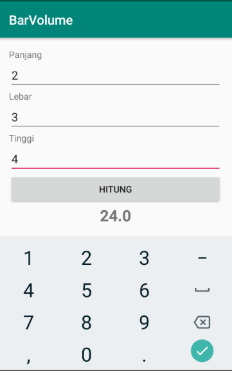 BarVolume
Panjang
2
Lebar
3
Tinggi
4
HITUNG
24.0
1 2 3 -
4 5 6
7 8 9
, 0 .